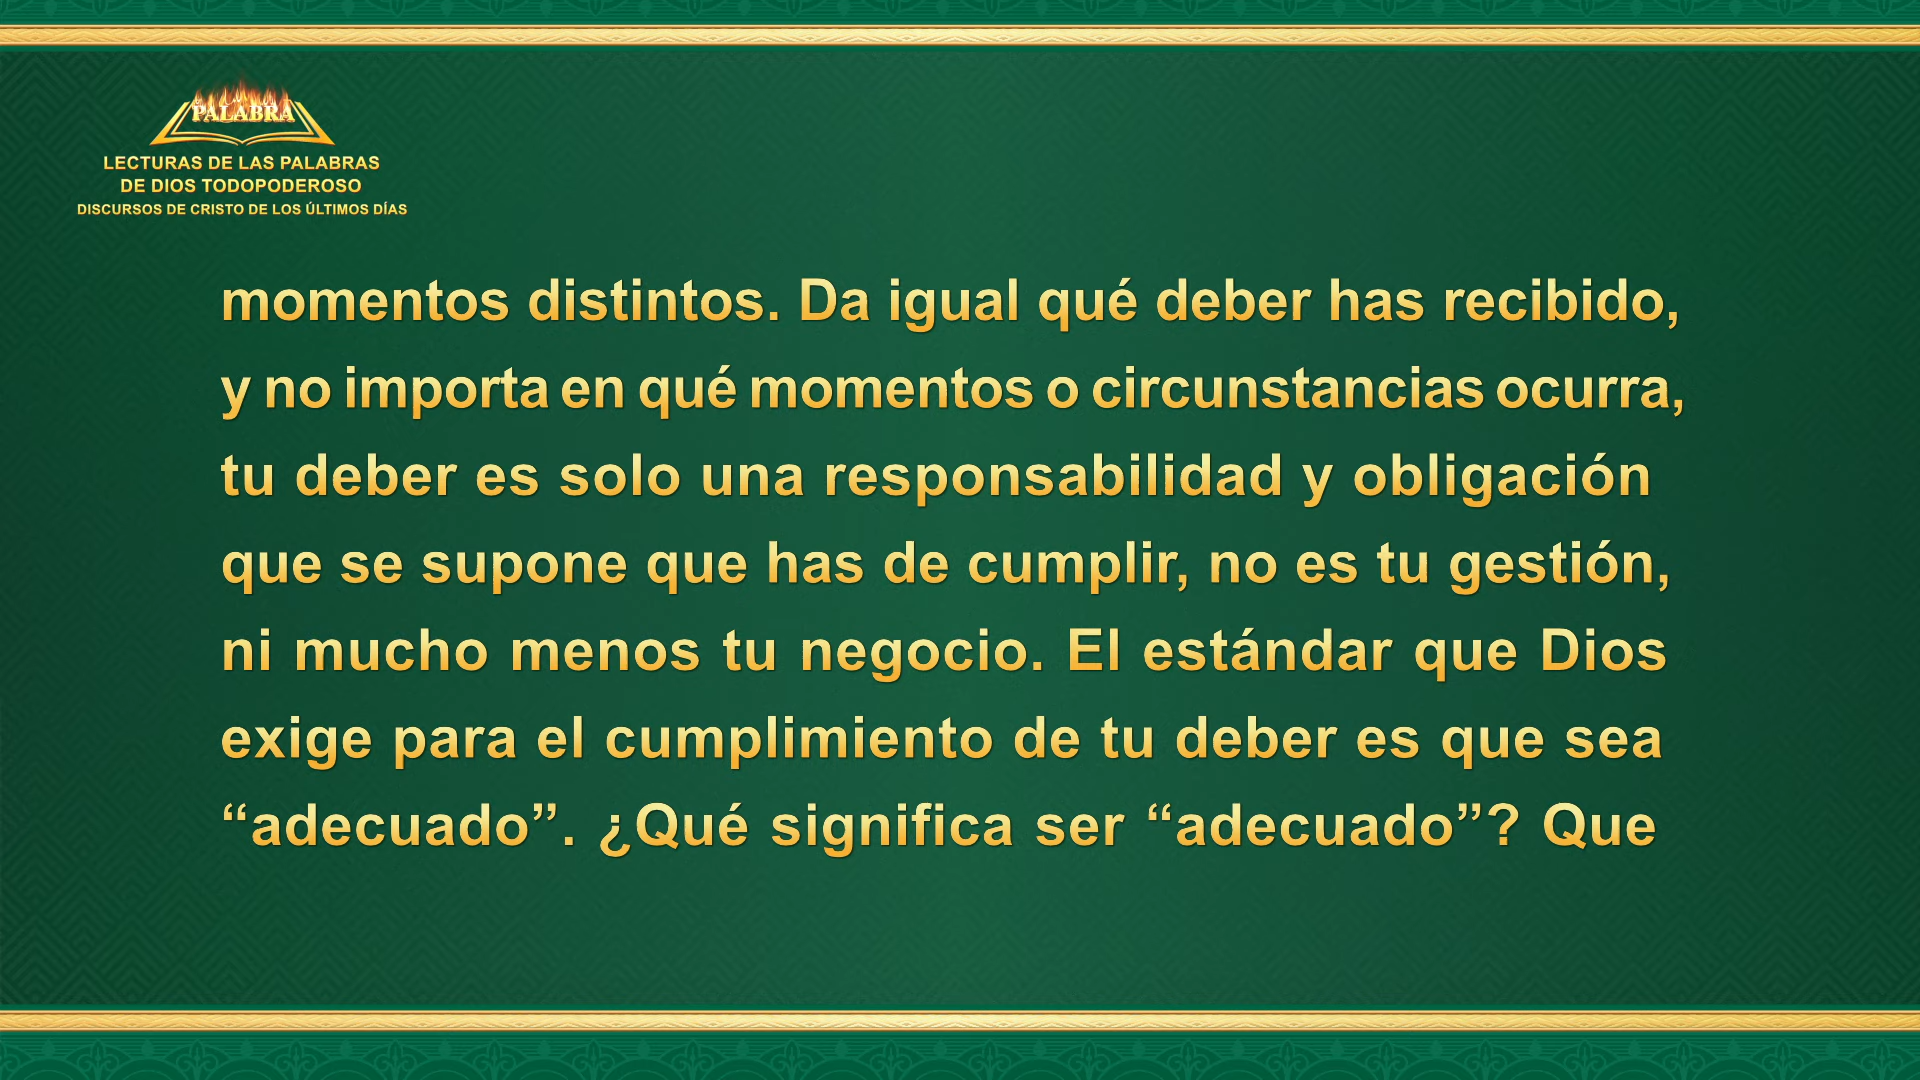 PALABRA
LECTURAS DE LAS PALABRAS
DE DIOS TODOPODEROSO
DISCURSOS DE CRISTO DE LOS ÚLTIMOS DÍAS
momentos distintos. Da igual qué deber has recibido,
y no importa en qué momentos o circunstancias ocurra,
tu deber es solo una responsabilidad y obligación
que se supone que has de cumplir, no es tu gestión,
ni mucho menos tu negocio. El estándar que Dios
exige para el cumplimiento de tu deber es que sea
“adecuado”. ¿Qué significa ser “adecuado”? Que